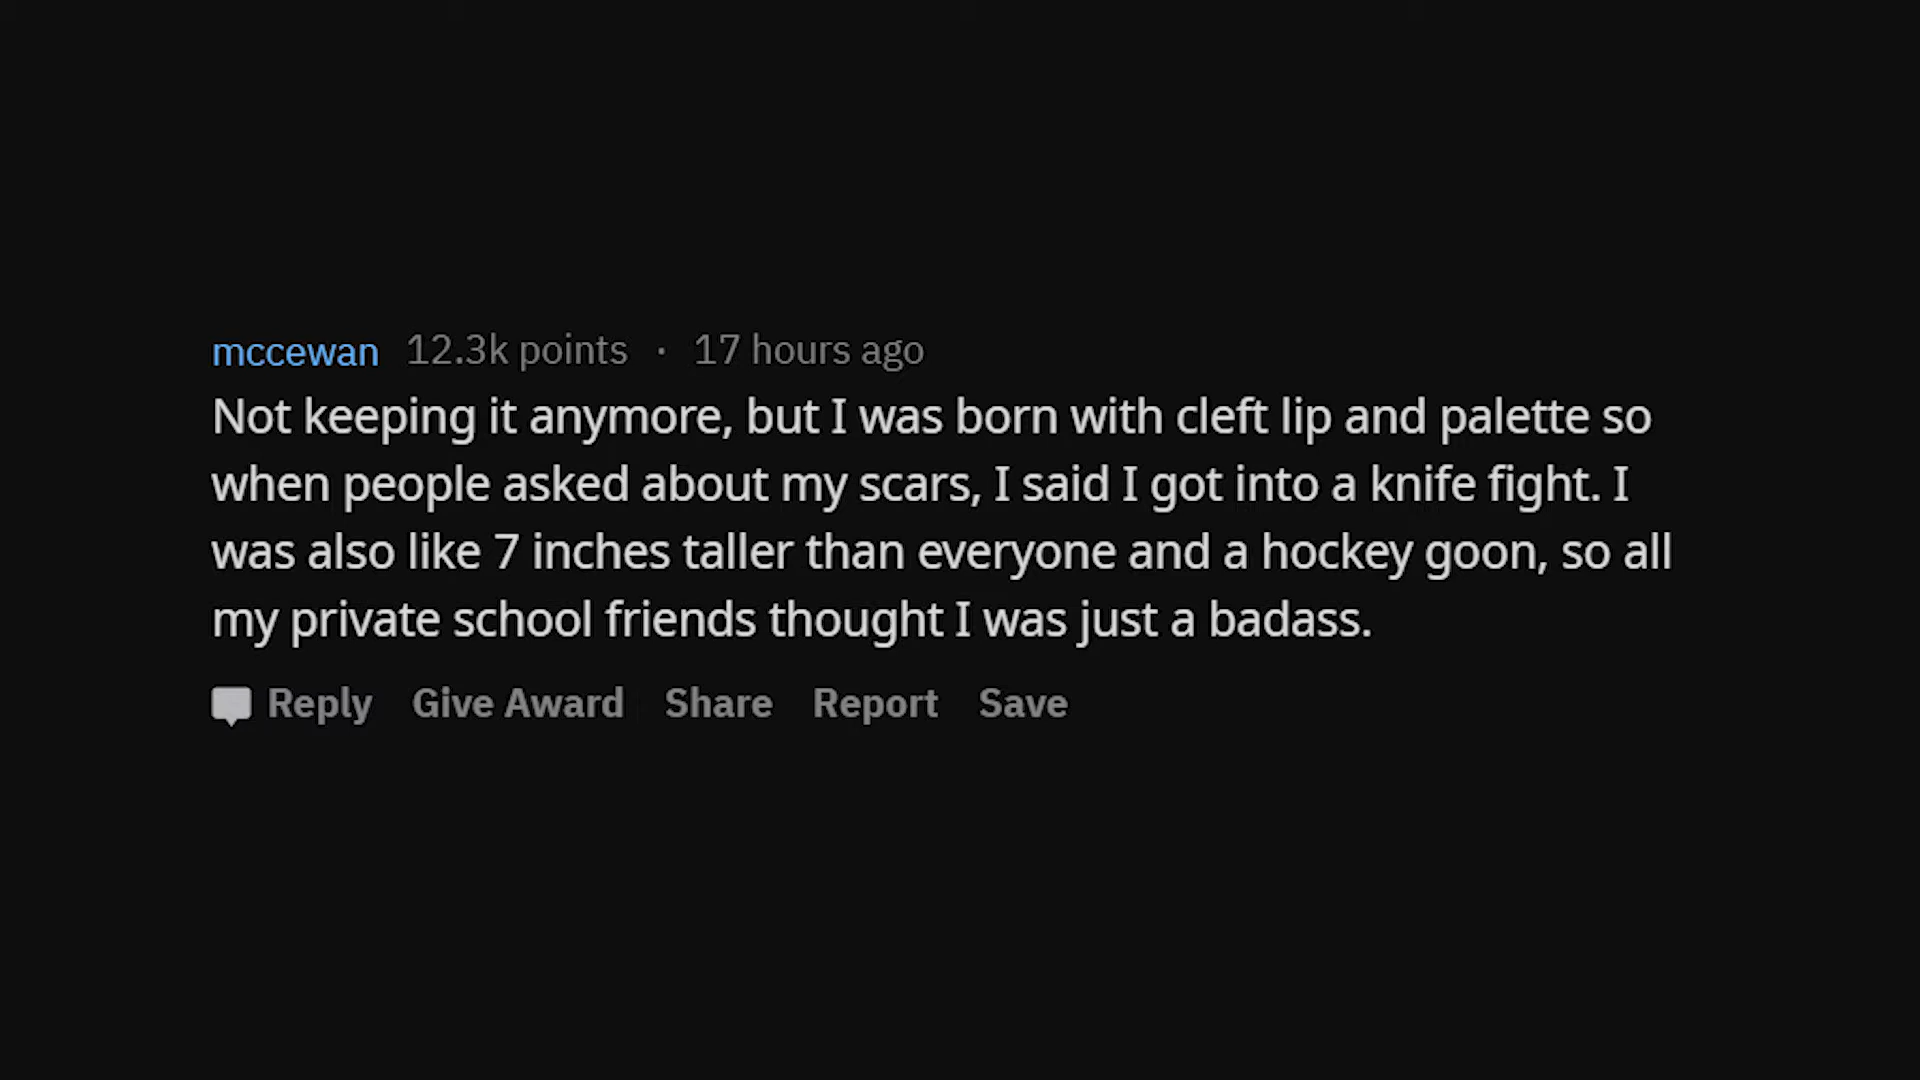 mccewan 12.3k points · 17 hours ago
Not keeping it anymore, but I was born with cleft lip and palette so
when people asked about my scars, I said I got into a knife fight. I
was also like 7 inches taller than everyone and a hockey goon, so all
my private school friends thought I was just a badass.
Reply Give Award Share Report Save